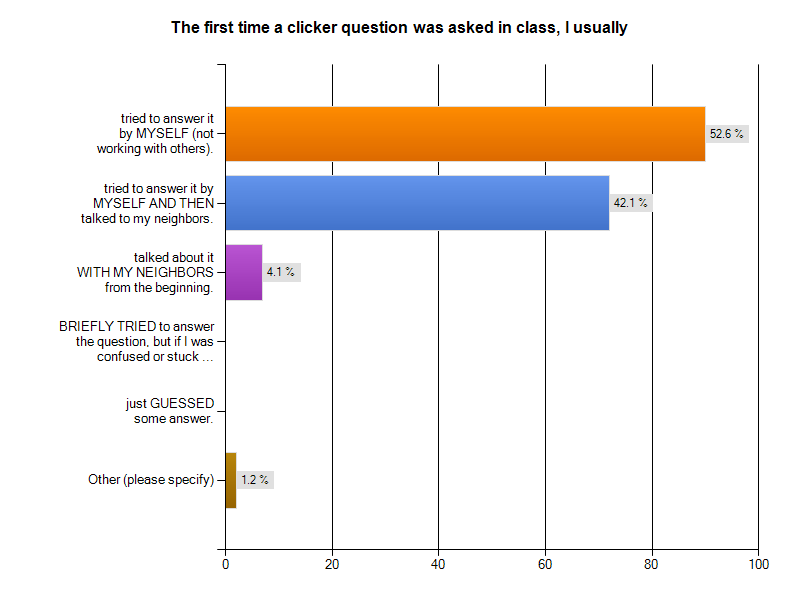 The first time a clicker question was asked in class, I usually
tried to answer it
by MYSELF (not
working with others).
52.6 %
tried to answer it by
MYSELF AND THEN
talked to my neighbors.
42.1 %
talked about it
WITH MY NEIGHBORS
from the beginning.
4.1 %
BRIEFLY TRIED to answer
the question, but if I was
confused or stuck ...
just GUESSED
some answer.
Other (please specify)
1.2 %
0 20 40 60 80 100